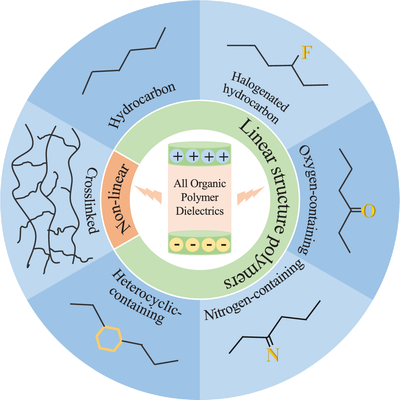 Hydrocarbon
Halogenated
hydrocarbon
F
Oxygen-containing
O
Nitrogen-containing
N
Heterocyclic-
containing
Crosslinked
Non-linear
Linear structure polymers
+ + + +
All Organic
Polymer
Dielectrics
- - - -